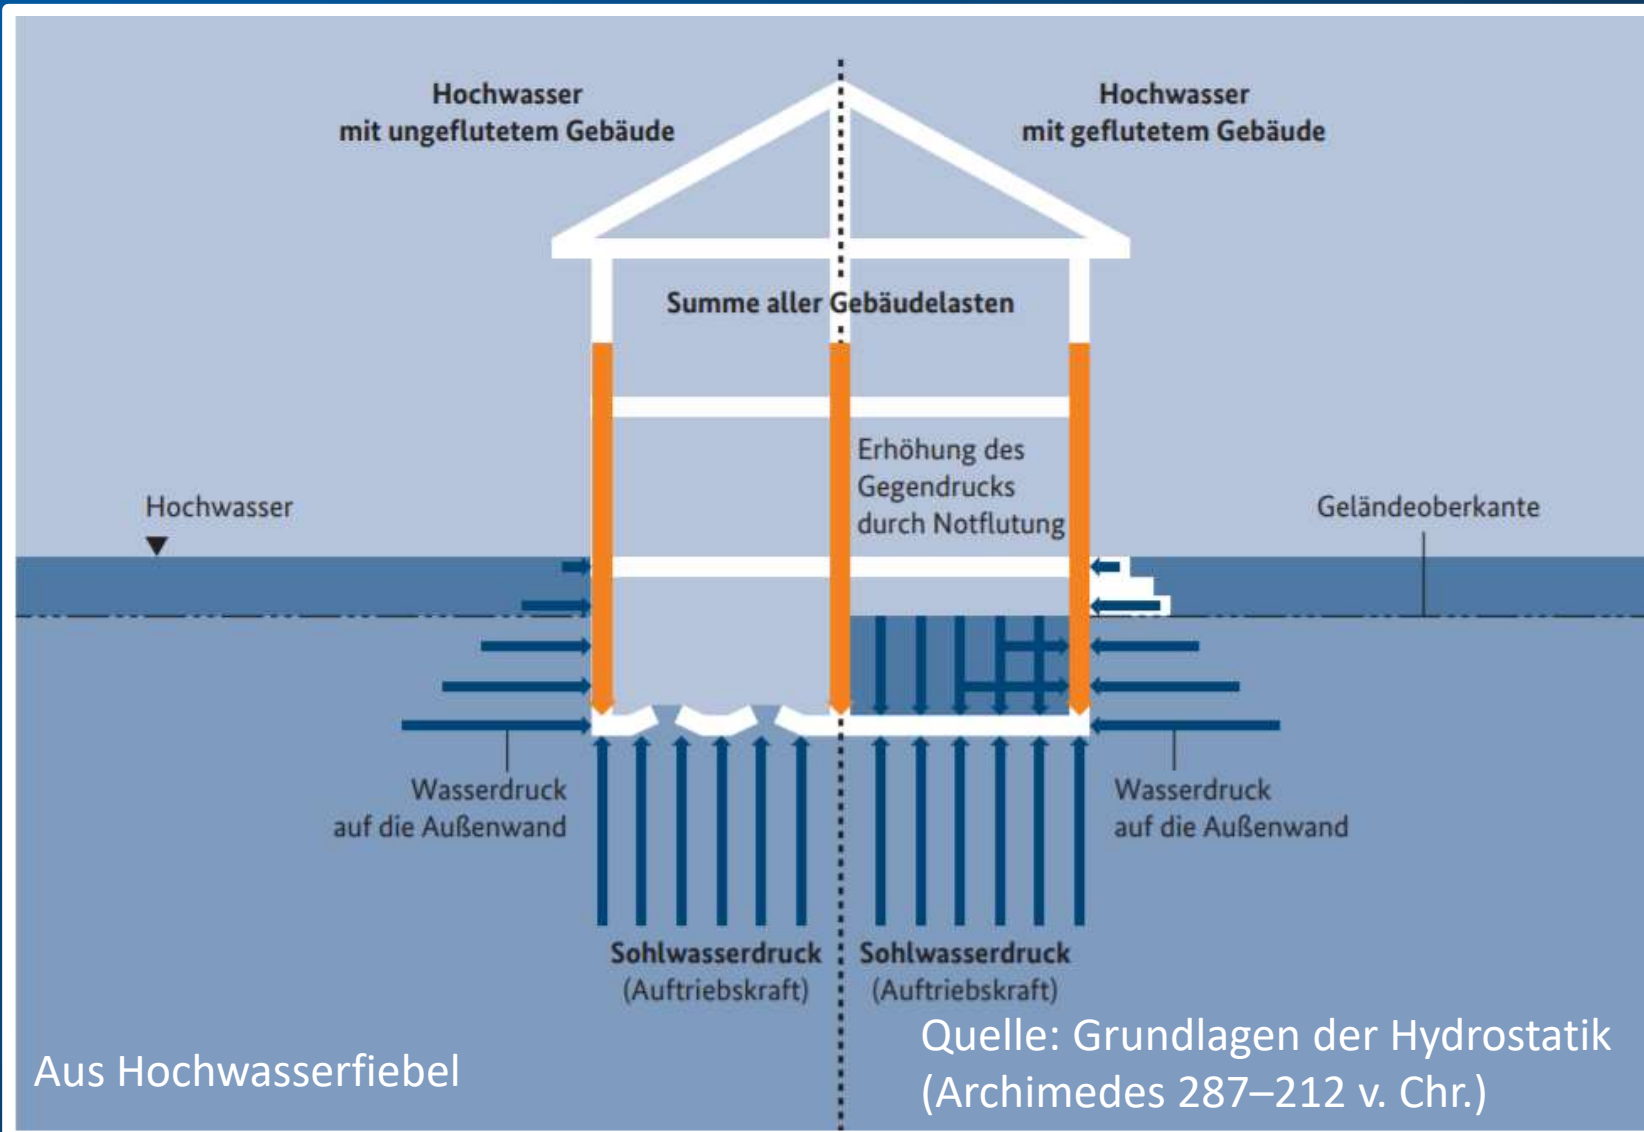 Hochwasser
mit ungeflutetem Gebäude
Hochwasser
mit geflutetem Gebäude
Summe aller Gebäudelasten
Erhöhung des
Gegendrucks
durch Notflutung
Hochwasser
Geländeoberkante
Wasserdruck
auf die Außenwand
Wasserdruck
auf die Außenwand
Sohlwasserdruck
(Auftriebskraft)
Sohlwasserdruck
(Auftriebskraft)
Aus Hochwasserfiebel
Quelle: Grundlagen der Hydrostatik
(Archimedes 287–212 v. Chr.)